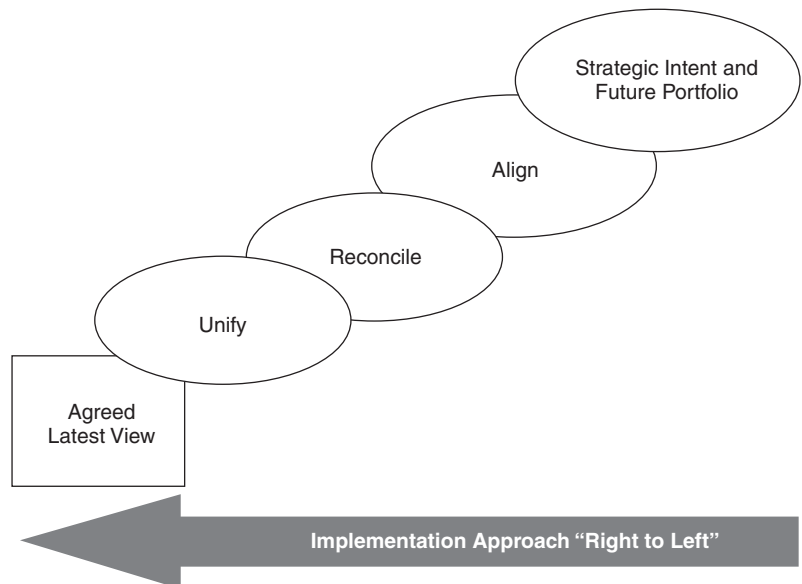 Strategic Intent and
Future Portfolio
Align
Reconcile
Unify
Agreed
Latest View
Implementation Approach “Right to Left”